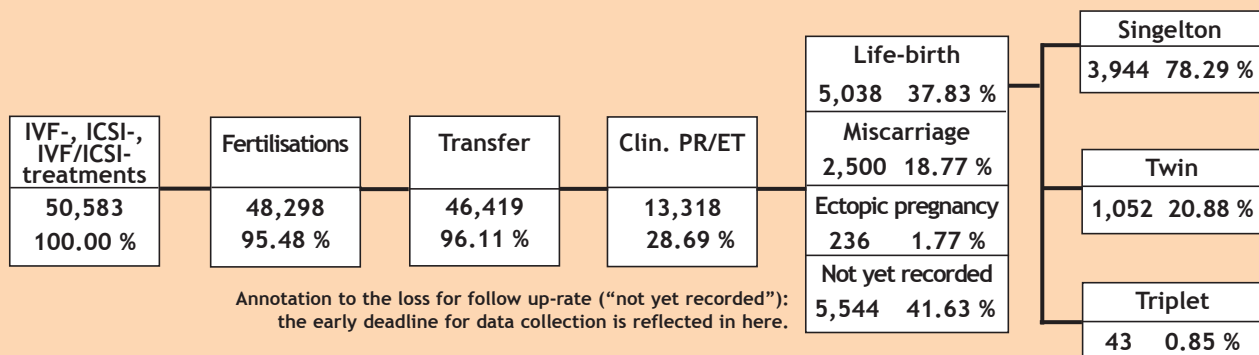 IVF-, ICSI-,
IVF/ICSI-
treatments
50,583
100.00 %
Fertilisations
48,298
95.48 %
Transfer
46,419
96.11 %
Clin. PR/ET
13,318
28.69 %
Life-birth
5,038 37.83 %
Miscarriage
2,500 18.77 %
Ectopic pregnancy
236 1.77 %
Not yet recorded
5,544 41.63 %
Singelton
3,944 78.29 %
Twin
1,052 20.88 %
Triplet
43 0.85 %
Annotation to the loss for follow up-rate (“not yet recorded”):
the early deadline for data collection is reflected in here.